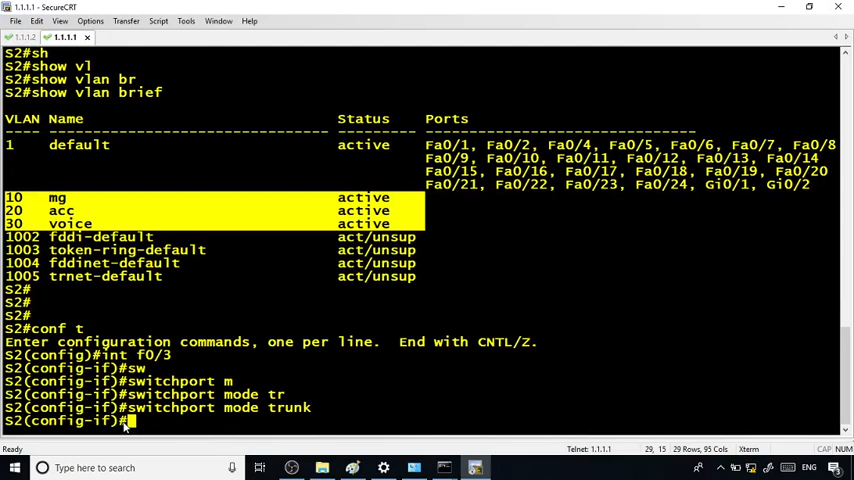 1.1.1.1 - SecureCRT
File Edit View Options Transfer Script Tools Window Help
1.1.1.2 1.1.1.1
S2#sh
S2#show vl
S2#show vlan br
S2#show vlan brief
VLAN Name Status Ports
---- -------------------------------- --------- -------------------------------
1 default active Fa0/1, Fa0/2, Fa0/4, Fa0/5, Fa0/6, Fa0/7, Fa0/8
Fa0/9, Fa0/10, Fa0/11, Fa0/12, Fa0/13, Fa0/14
Fa0/15, Fa0/16, Fa0/17, Fa0/18, Fa0/19, Fa0/20
Fa0/21, Fa0/22, Fa0/23, Fa0/24, Gi0/1, Gi0/2
10 mg active
20 acc active
30 voice active
1002 fddi-default act/unsup
1003 token-ring-default act/unsup
1004 fddinet-default act/unsup
1005 trnet-default act/unsup
S2#
S2#
S2#
S2#conf t
Enter configuration commands, one per line. End with CNTL/Z.
S2(config)#int f0/3
S2(config-if)#sw
S2(config-if)#switchport m
S2(config-if)#switchport mode tr
S2(config-if)#switchport mode trunk
S2(config-if)#
Ready Telnet: 1.1.1.1 29, 15 29 Rows, 95 Cols Xterm CAP NUM
Type here to search ENG 3